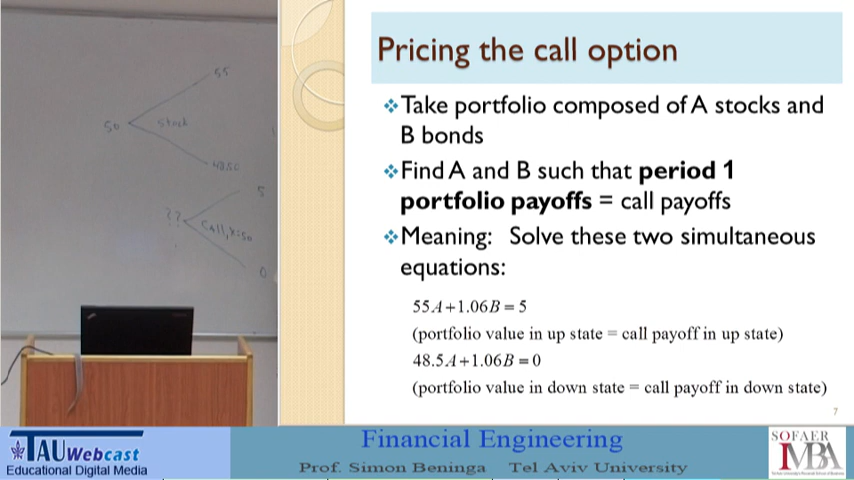 55
50
Stock
48.50
5
??
Call, X=50
0
Pricing the call option
Take portfolio composed of A stocks and
B bonds
Find A and B such that period 1
portfolio payoffs = call payoffs
Meaning: Solve these two simultaneous
equations:
55A+1.06B = 5
(portfolio value in up state = call payoff in up state)
48.5A+1.06B = 0
(portfolio value in down state = call payoff in down state)
7
TAU Webcast
Educational Digital Media
Financial Engineering
Prof. Simon Beninga Tel Aviv University
SOFAER
IMBA